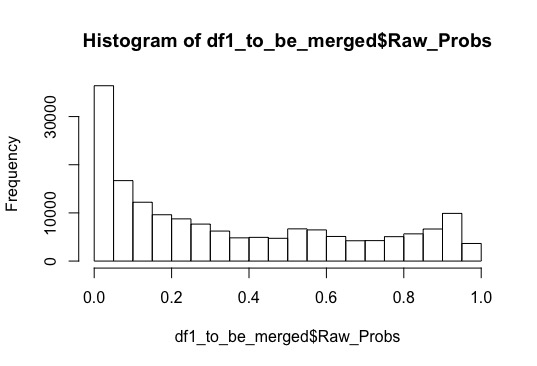 Histogram of df1_to_be_merged$Raw_Probs
Frequency
30000
10000
0
0.0 0.2 0.4 0.6 0.8 1.0
df1_to_be_merged$Raw_Probs